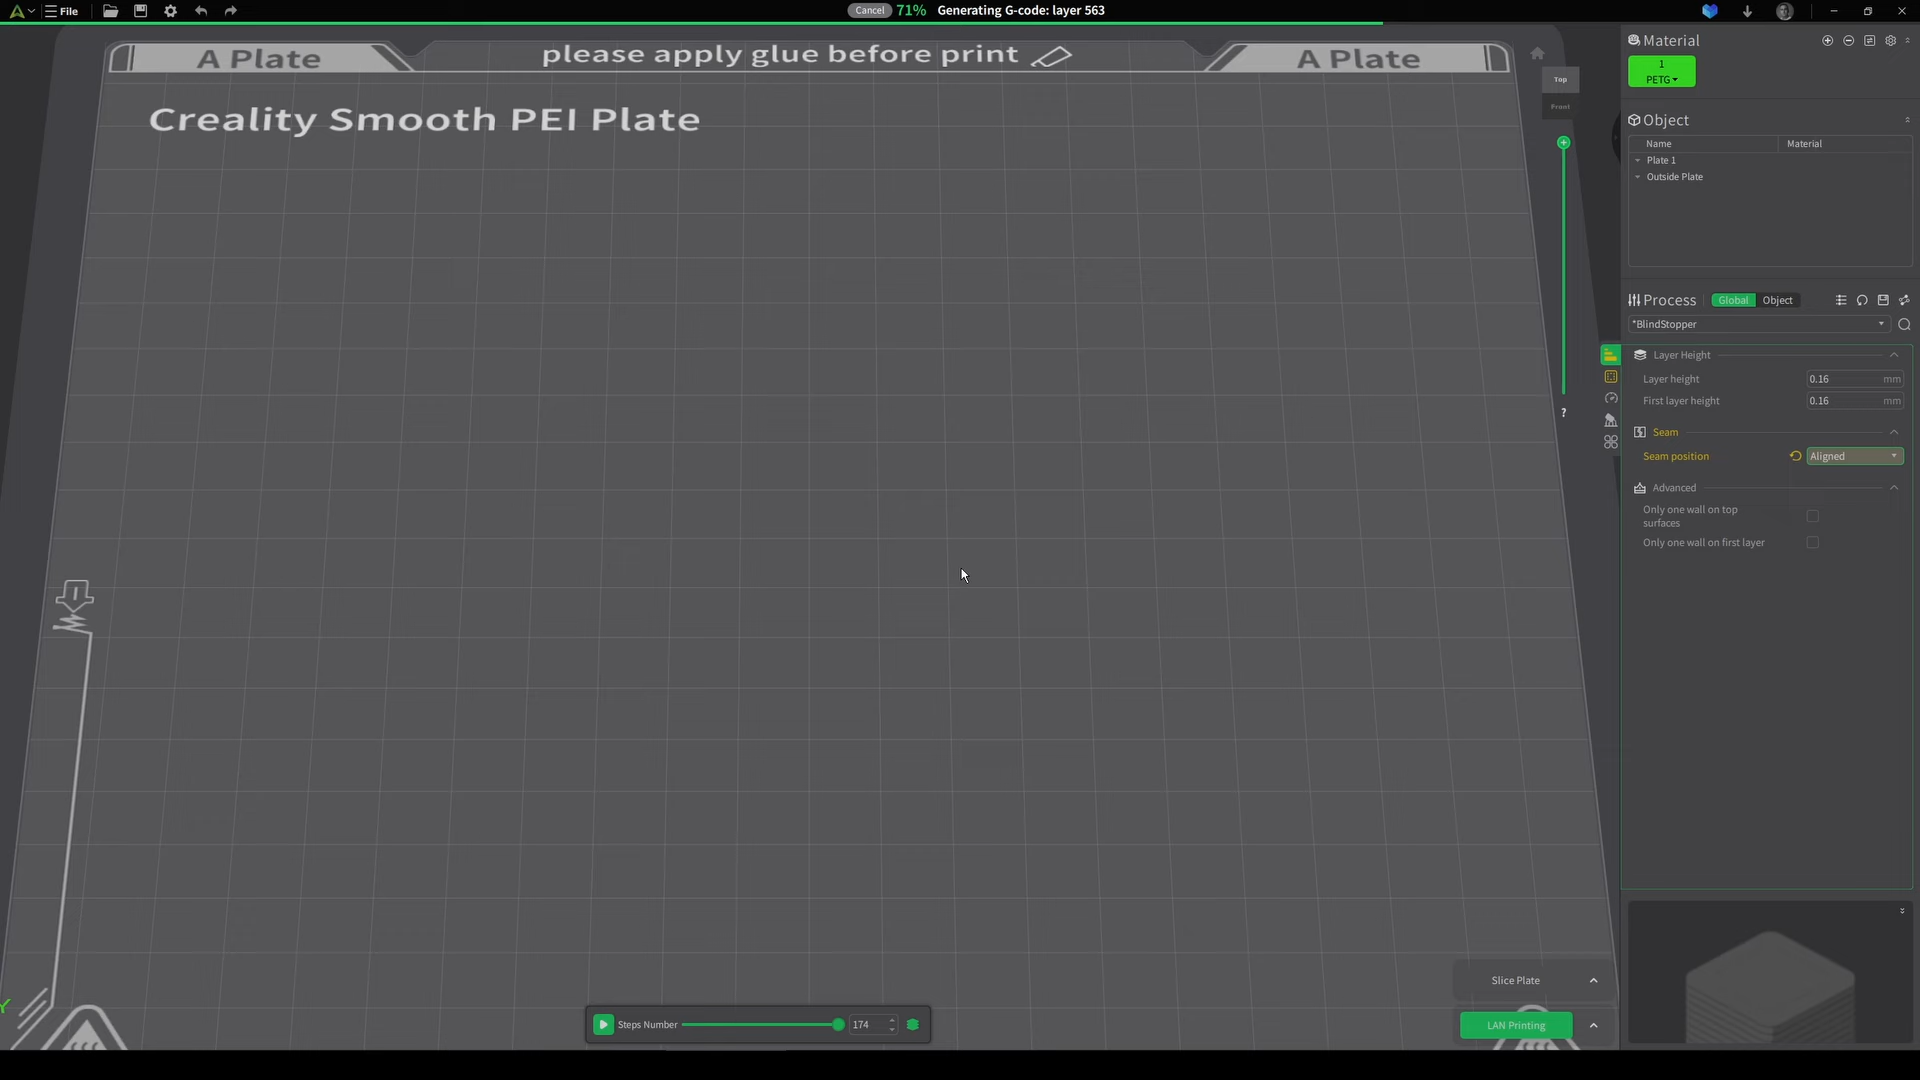 File
Cancel 71% Generating G-code: layer 563
A Plate
please apply glue before print
A Plate
Creality Smooth PEI Plate
Top
Front
?
Y
Steps Number 174
Slice Plate
LAN Printing
Material
1
PETG
Object
Name Material
Plate 1
Outside Plate
Process Global Object
*BlindStopper
Layer Height
Layer height 0.16 mm
First layer height 0.16 mm
Seam
Seam position Aligned
Advanced
Only one wall on top
surfaces
Only one wall on first layer